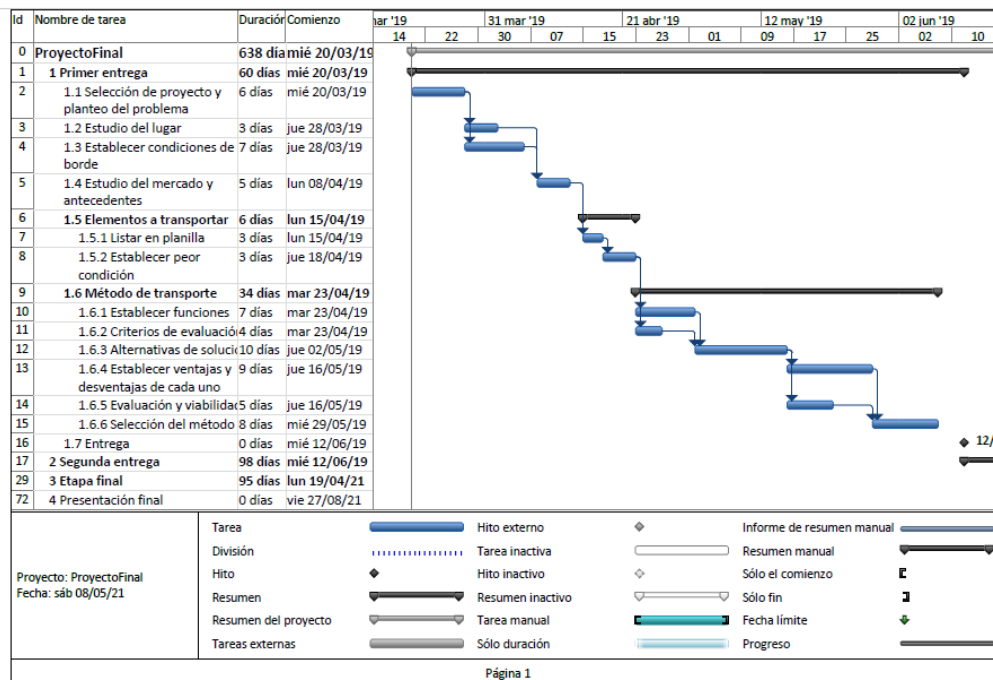 Id Nombre de tarea Duración Comienzo mar '19 31 mar '19 21 abr '19 12 may '19 02 jun '19
14 22 30 07 15 23 01 09 17 25 02 10
0 ProyectoFinal 638 día mié 20/03/19
1 1 Primer entrega 60 días mié 20/03/19
2 1.1 Selección de proyecto y 6 días mié 20/03/19
planteo del problema
3 1.2 Estudio del lugar 3 días jue 28/03/19
4 1.3 Establecer condiciones de 7 días jue 28/03/19
borde
5 1.4 Estudio del mercado y 5 días lun 08/04/19
antecedentes
6 1.5 Elementos a transportar 6 días lun 15/04/19
7 1.5.1 Listar en planilla 3 días lun 15/04/19
8 1.5.2 Establecer peor 3 días jue 18/04/19
condición
9 1.6 Método de transporte 34 días mar 23/04/19
10 1.6.1 Establecer funciones 7 días mar 23/04/19
11 1.6.2 Criterios de evaluació 4 días mar 23/04/19
12 1.6.3 Alternativas de soluci 10 días jue 02/05/19
13 1.6.4 Establecer ventajas y 9 días jue 16/05/19
desventajas de cada uno
14 1.6.5 Evaluación y viabilidad 5 días jue 16/05/19
15 1.6.6 Selección del método 8 días mié 29/05/19
16 1.7 Entrega 0 días mié 12/06/19 12/
17 2 Segunda entrega 98 días mié 12/06/19
29 3 Etapa final 95 días lun 19/04/21
72 4 Presentación final 0 días vie 27/08/21
Proyecto: ProyectoFinal
Fecha: sáb 08/05/21
Tarea Hito externo Informe de resumen manual
División Tarea inactiva Resumen manual
Hito Hito inactivo Sólo el comienzo
Resumen Resumen inactivo Sólo fin
Resumen del proyecto Tarea manual Fecha límite
Tareas externas Sólo duración Progreso
Página 1